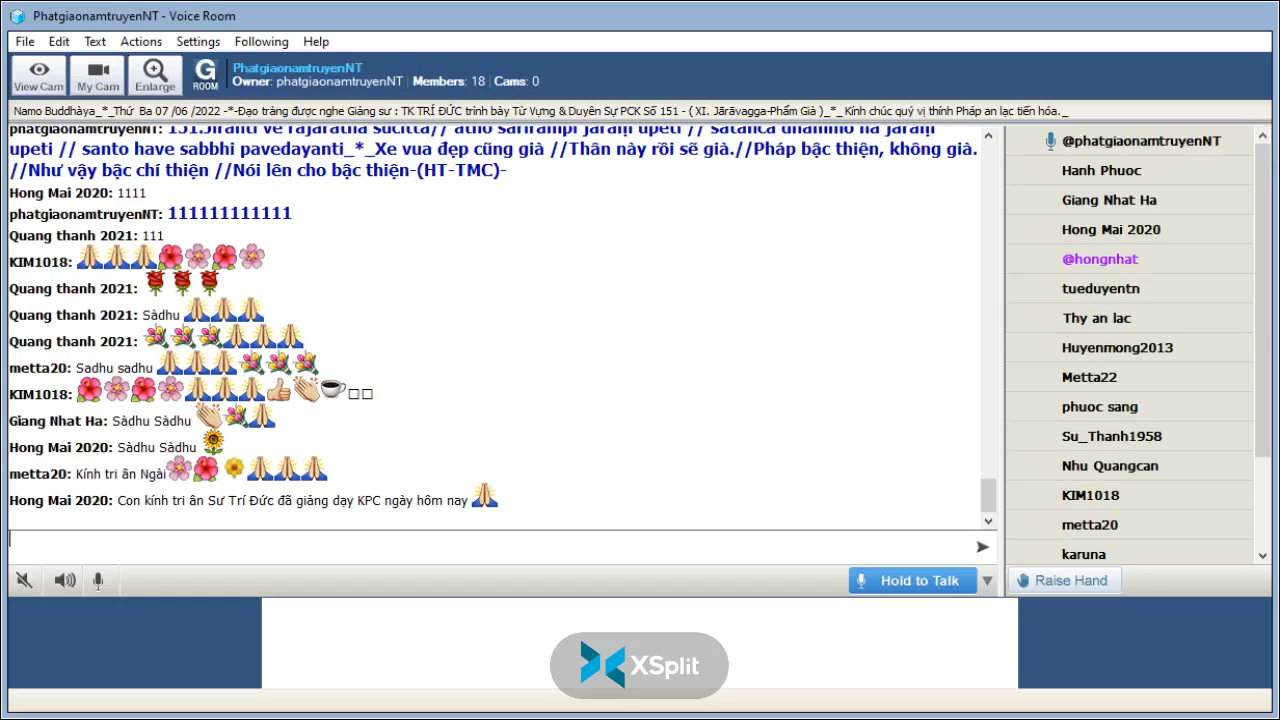 PhatgiaonamtruyenNT - Voice Room
File Edit Text Actions Settings Following Help
View Cam
My Cam
Enlarge
G ROOM
PhatgiaonamtruyenNT
Owner: phatgiaonamtruyenNT | Members: 18 | Cams: 0
Namo Buddhàya_*_Thứ Ba 07 /06 /2022 -*-Đạo tràng được nghe Giảng sư : TK TRÍ ĐỨC trình bày Từ Vựng & Duyên Sự PCK Số 151 - ( XI. Jārāvagga-Phẩm Già )_*_ Kính chúc quý vị thính Pháp an lạc tiến hóa._
phatgiaonamtruyenNT: 151.Jīranti ve rājarathā sucittā// atho sarīrampi jaraṃ upeti // satañca dhammo na jaraṃ
upeti // santo have sabbhi pavedayanti_*_Xe vua đẹp cũng già //Thân này rồi sẽ già.//Pháp bậc thiện, không già.
//Như vậy bậc chí thiện //Nói lên cho bậc thiện-(HT-TMC)-
Hong Mai 2020: 1111
phatgiaonamtruyenNT: 111111111111
Quang thanh 2021: 111
KIM1018: 🙏🙏🙏🌺🌸🌺🌸
Quang thanh 2021: 🌹🌹🌹
Quang thanh 2021: Sàdhu 🙏🙏🙏
Quang thanh 2021: 💐💐💐🙏🙏🙏
metta20: Sadhu sadhu 🙏🙏🙏💐💐💐
KIM1018: 🌺🌸🌺🌸🙏🙏🙏👍👏☕□□
Giang Nhat Ha: Sàdhu Sàdhu 👏💐🙏
Hong Mai 2020: Sàdhu Sàdhu 🌻
metta20: Kính tri ân Ngài🌸🌺🌼🙏🙏🙏
Hong Mai 2020: Con kính tri ân Sư Trí Đức đã giảng dạy KPC ngày hôm nay 🙏
@phatgiaonamtruyenNT
Hanh Phuoc
Giang Nhat Ha
Hong Mai 2020
@hongnhat
tueduyentn
Thy an lac
Huyenmong2013
Metta22
phuoc sang
Su_Thanh1958
Nhu Quangcan
KIM1018
metta20
karuna
Hold to Talk
Raise Hand
XSplit